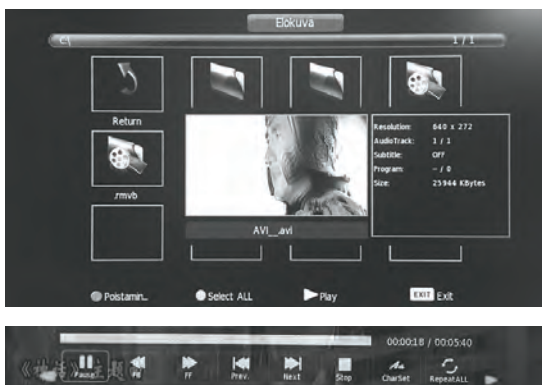 Elokuva
C:\ 1 / 1
Return
.rmvb
Resolution: 640 x 272
AudioTrack: 1 / 1
Subtitle: OFF
Program: - / 0
Size: 25944 KBytes
AVI__.avi
Poistamin... Select ALL Play EXIT Exit
00:00:18 / 00:05:40
Pause FB FF Prev. Next Stop CharSet RepeatALL